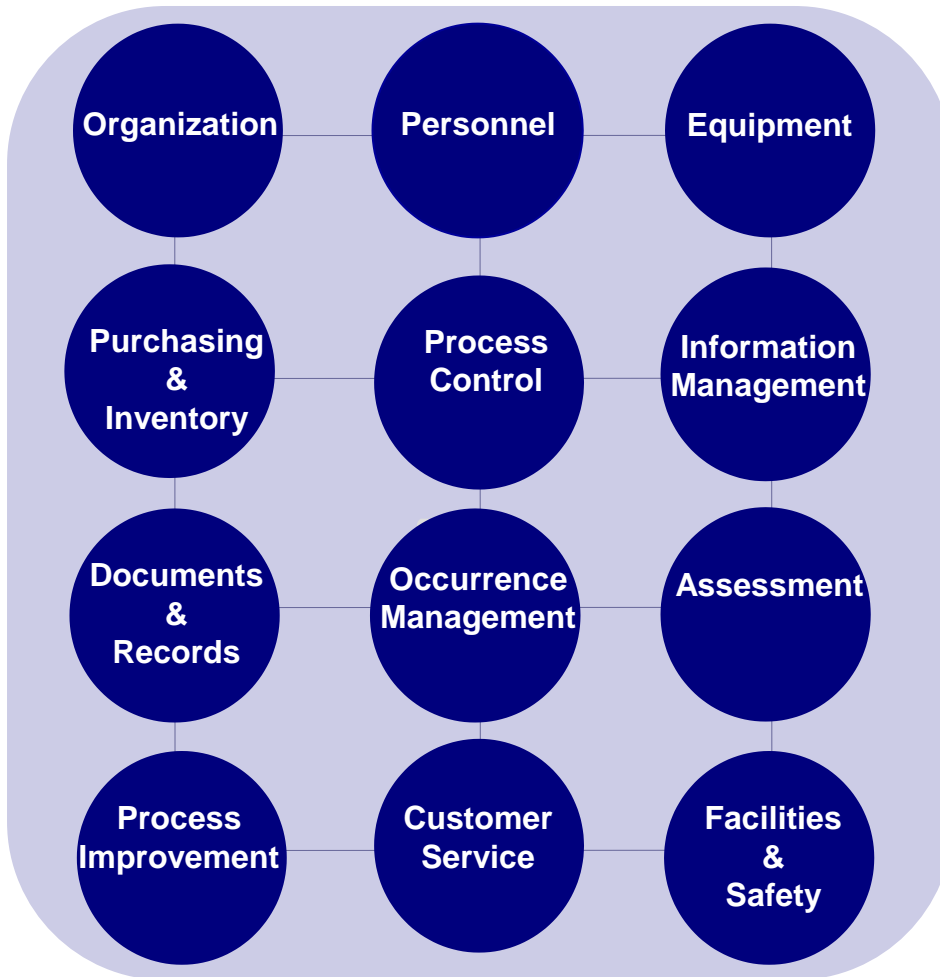 Organization
Personnel
Equipment
Purchasing
&
Inventory
Process
Control
Information
Management
Documents
&
Records
Occurrence
Management
Assessment
Process
Improvement
Customer
Service
Facilities
&
Safety